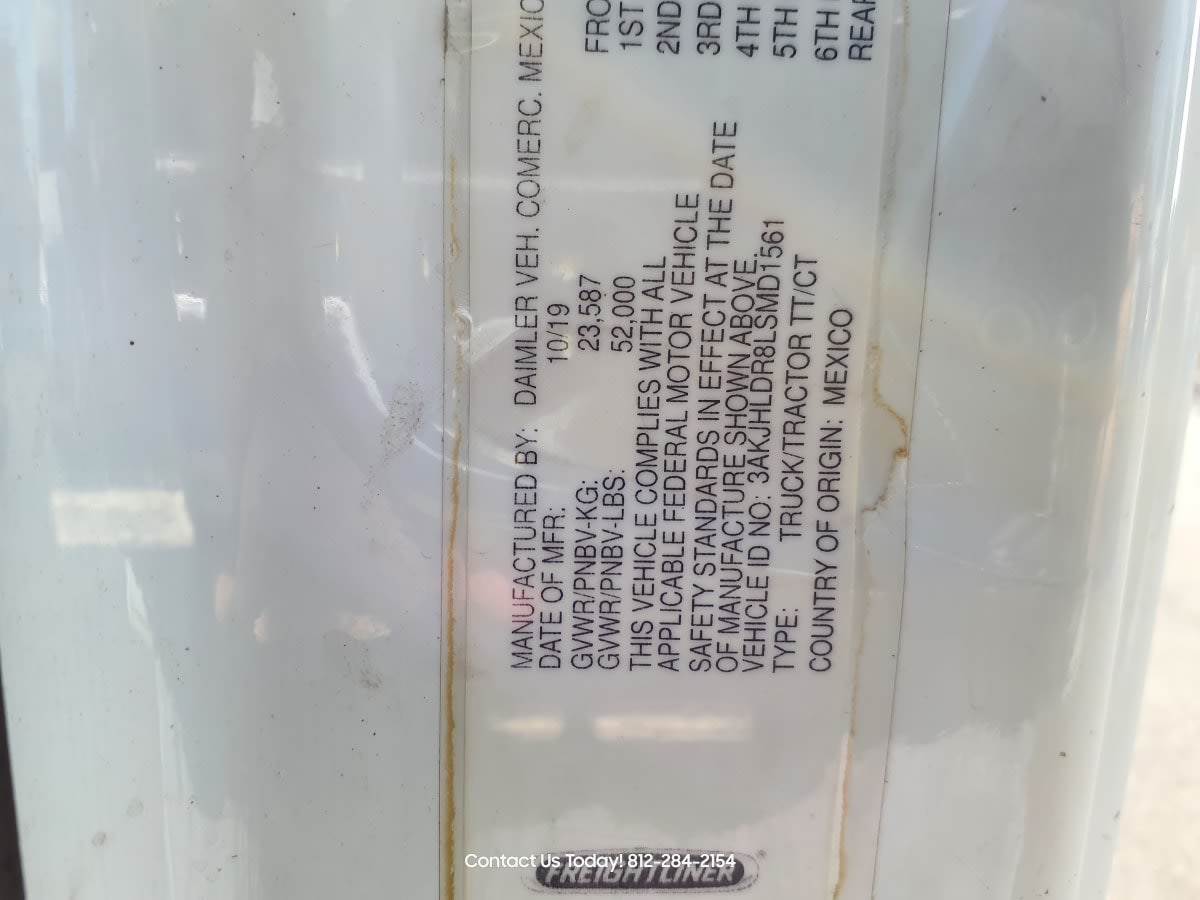 MANUFACTURED BY: DAIMLER VEH. COMERC. MEXIC
DATE OF MFR: 10/19
GVWR/PNBV-KG: 23,587
GVWR/PNBV-LBS: 52,000
THIS VEHICLE COMPLIES WITH ALL
APPLICABLE FEDERAL MOTOR VEHICLE
SAFETY STANDARDS IN EFFECT AT THE DATE
OF MANUFACTURE SHOWN ABOVE.
VEHICLE ID NO: 3AKJHLDR8LSMD1561
TYPE: TRUCK/TRACTOR TT/CT
COUNTRY OF ORIGIN: MEXICO
FRO
1ST
2ND
3RD
4TH
5TH
6TH
REAR
FREIGHTLINER
Contact Us Today! 812-284-2154